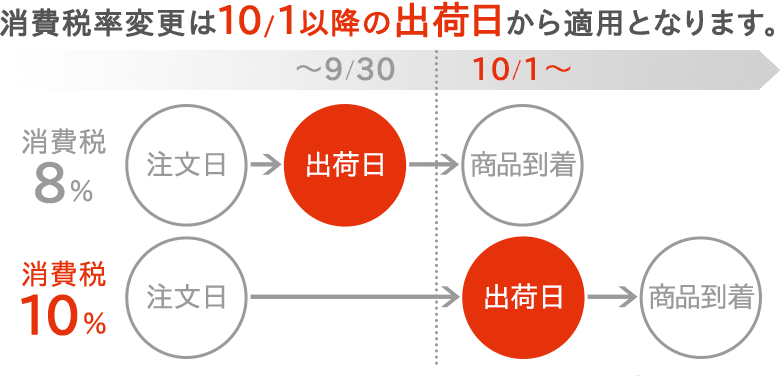 消費税率変更は10/1以降の出荷日から適用となります。
～9/30 10/1～
消費税
8%
注文日 出荷日 商品到着
消費税
10%
注文日 出荷日 商品到着